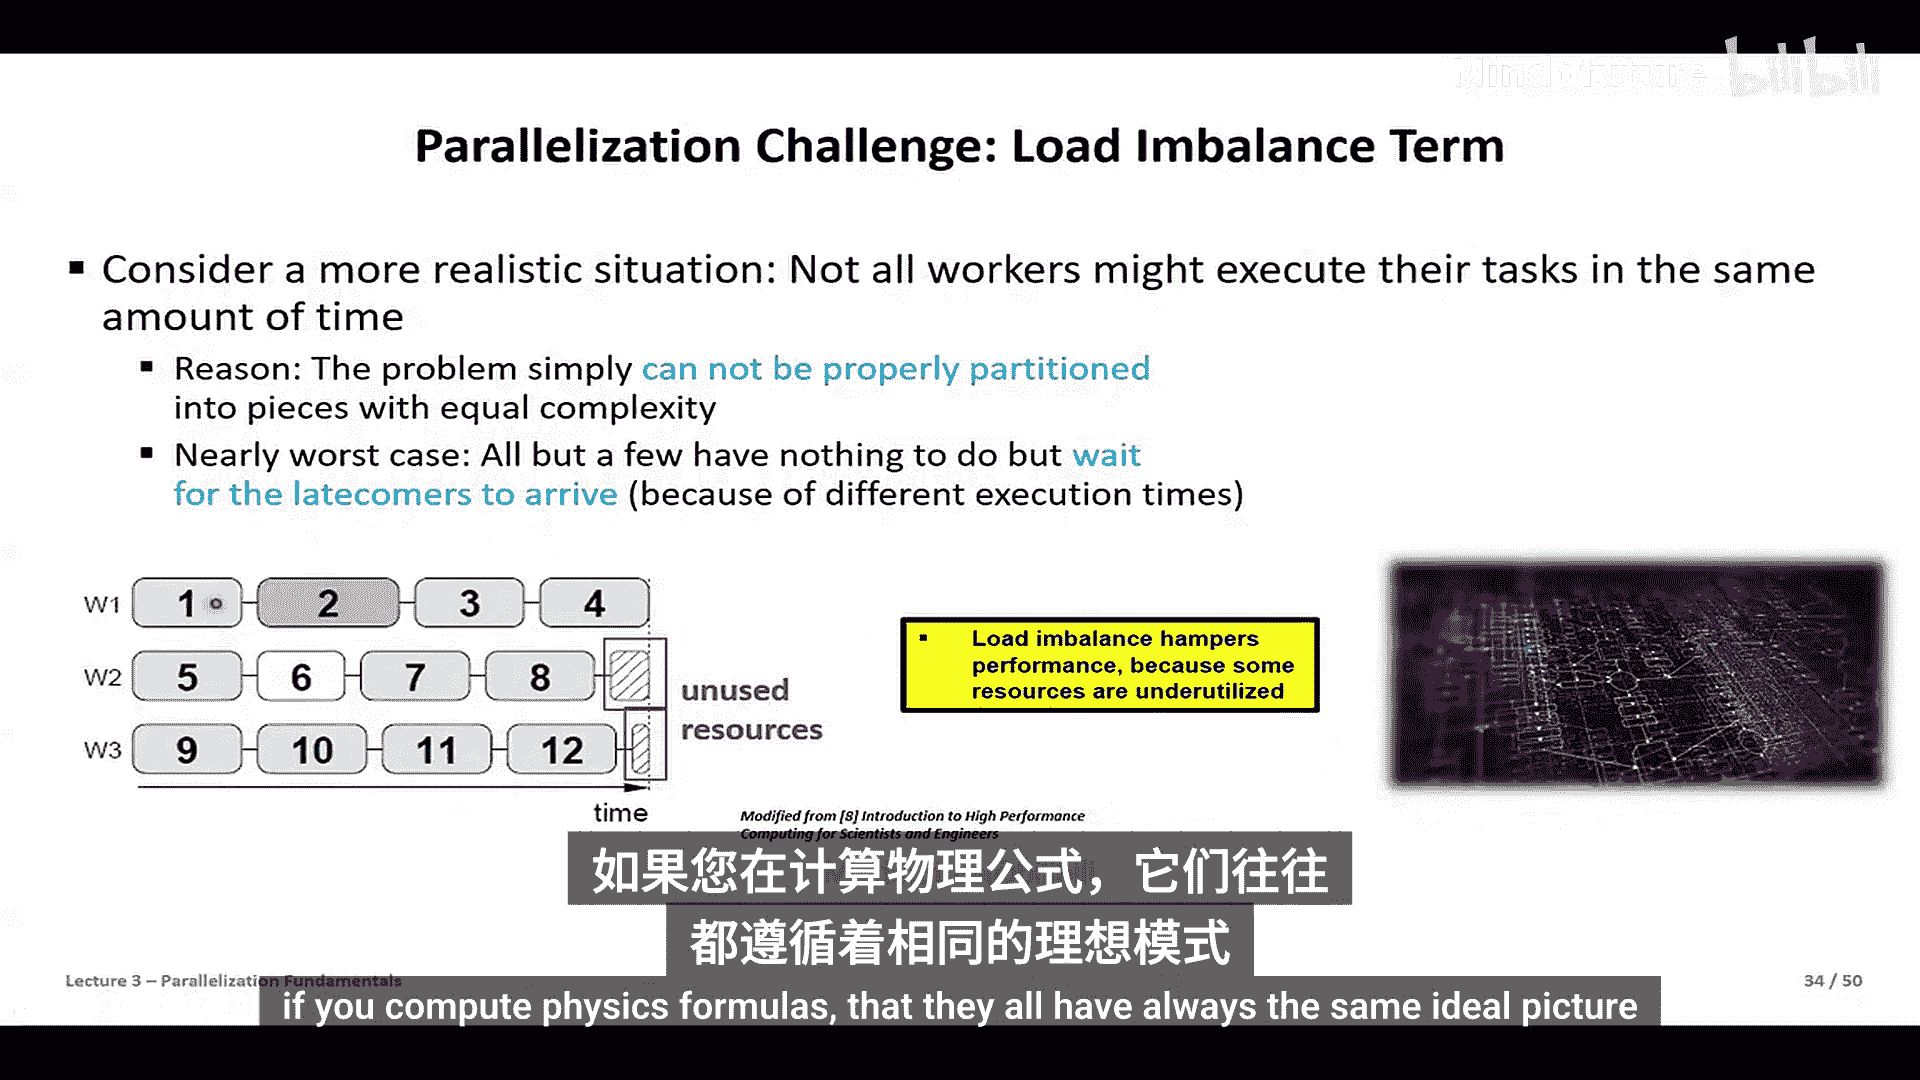 bilibili
Parallelization Challenge: Load Imbalance Term
▪ Consider a more realistic situation: Not all workers might execute their tasks in the same
amount of time
▪ Reason: The problem simply can not be properly partitioned
into pieces with equal complexity
▪ Nearly worst case: All but a few have nothing to do but wait
for the latecomers to arrive (because of different execution times)
W1 1 2 3 4
W2 5 6 7 8
W3 9 10 11 12
unused
resources
time
▪ Load imbalance hampers
performance, because some
resources are underutilized
Modified from [8] Introduction to High Performance
Computing for Scientists and Engineers
如果您在计算物理公式，它们往往
都遵循着相同的理想模式
Lecture 3 – Parallelization Fundamentals
34 / 50
if you compute physics formulas, that they all have always the same ideal picture